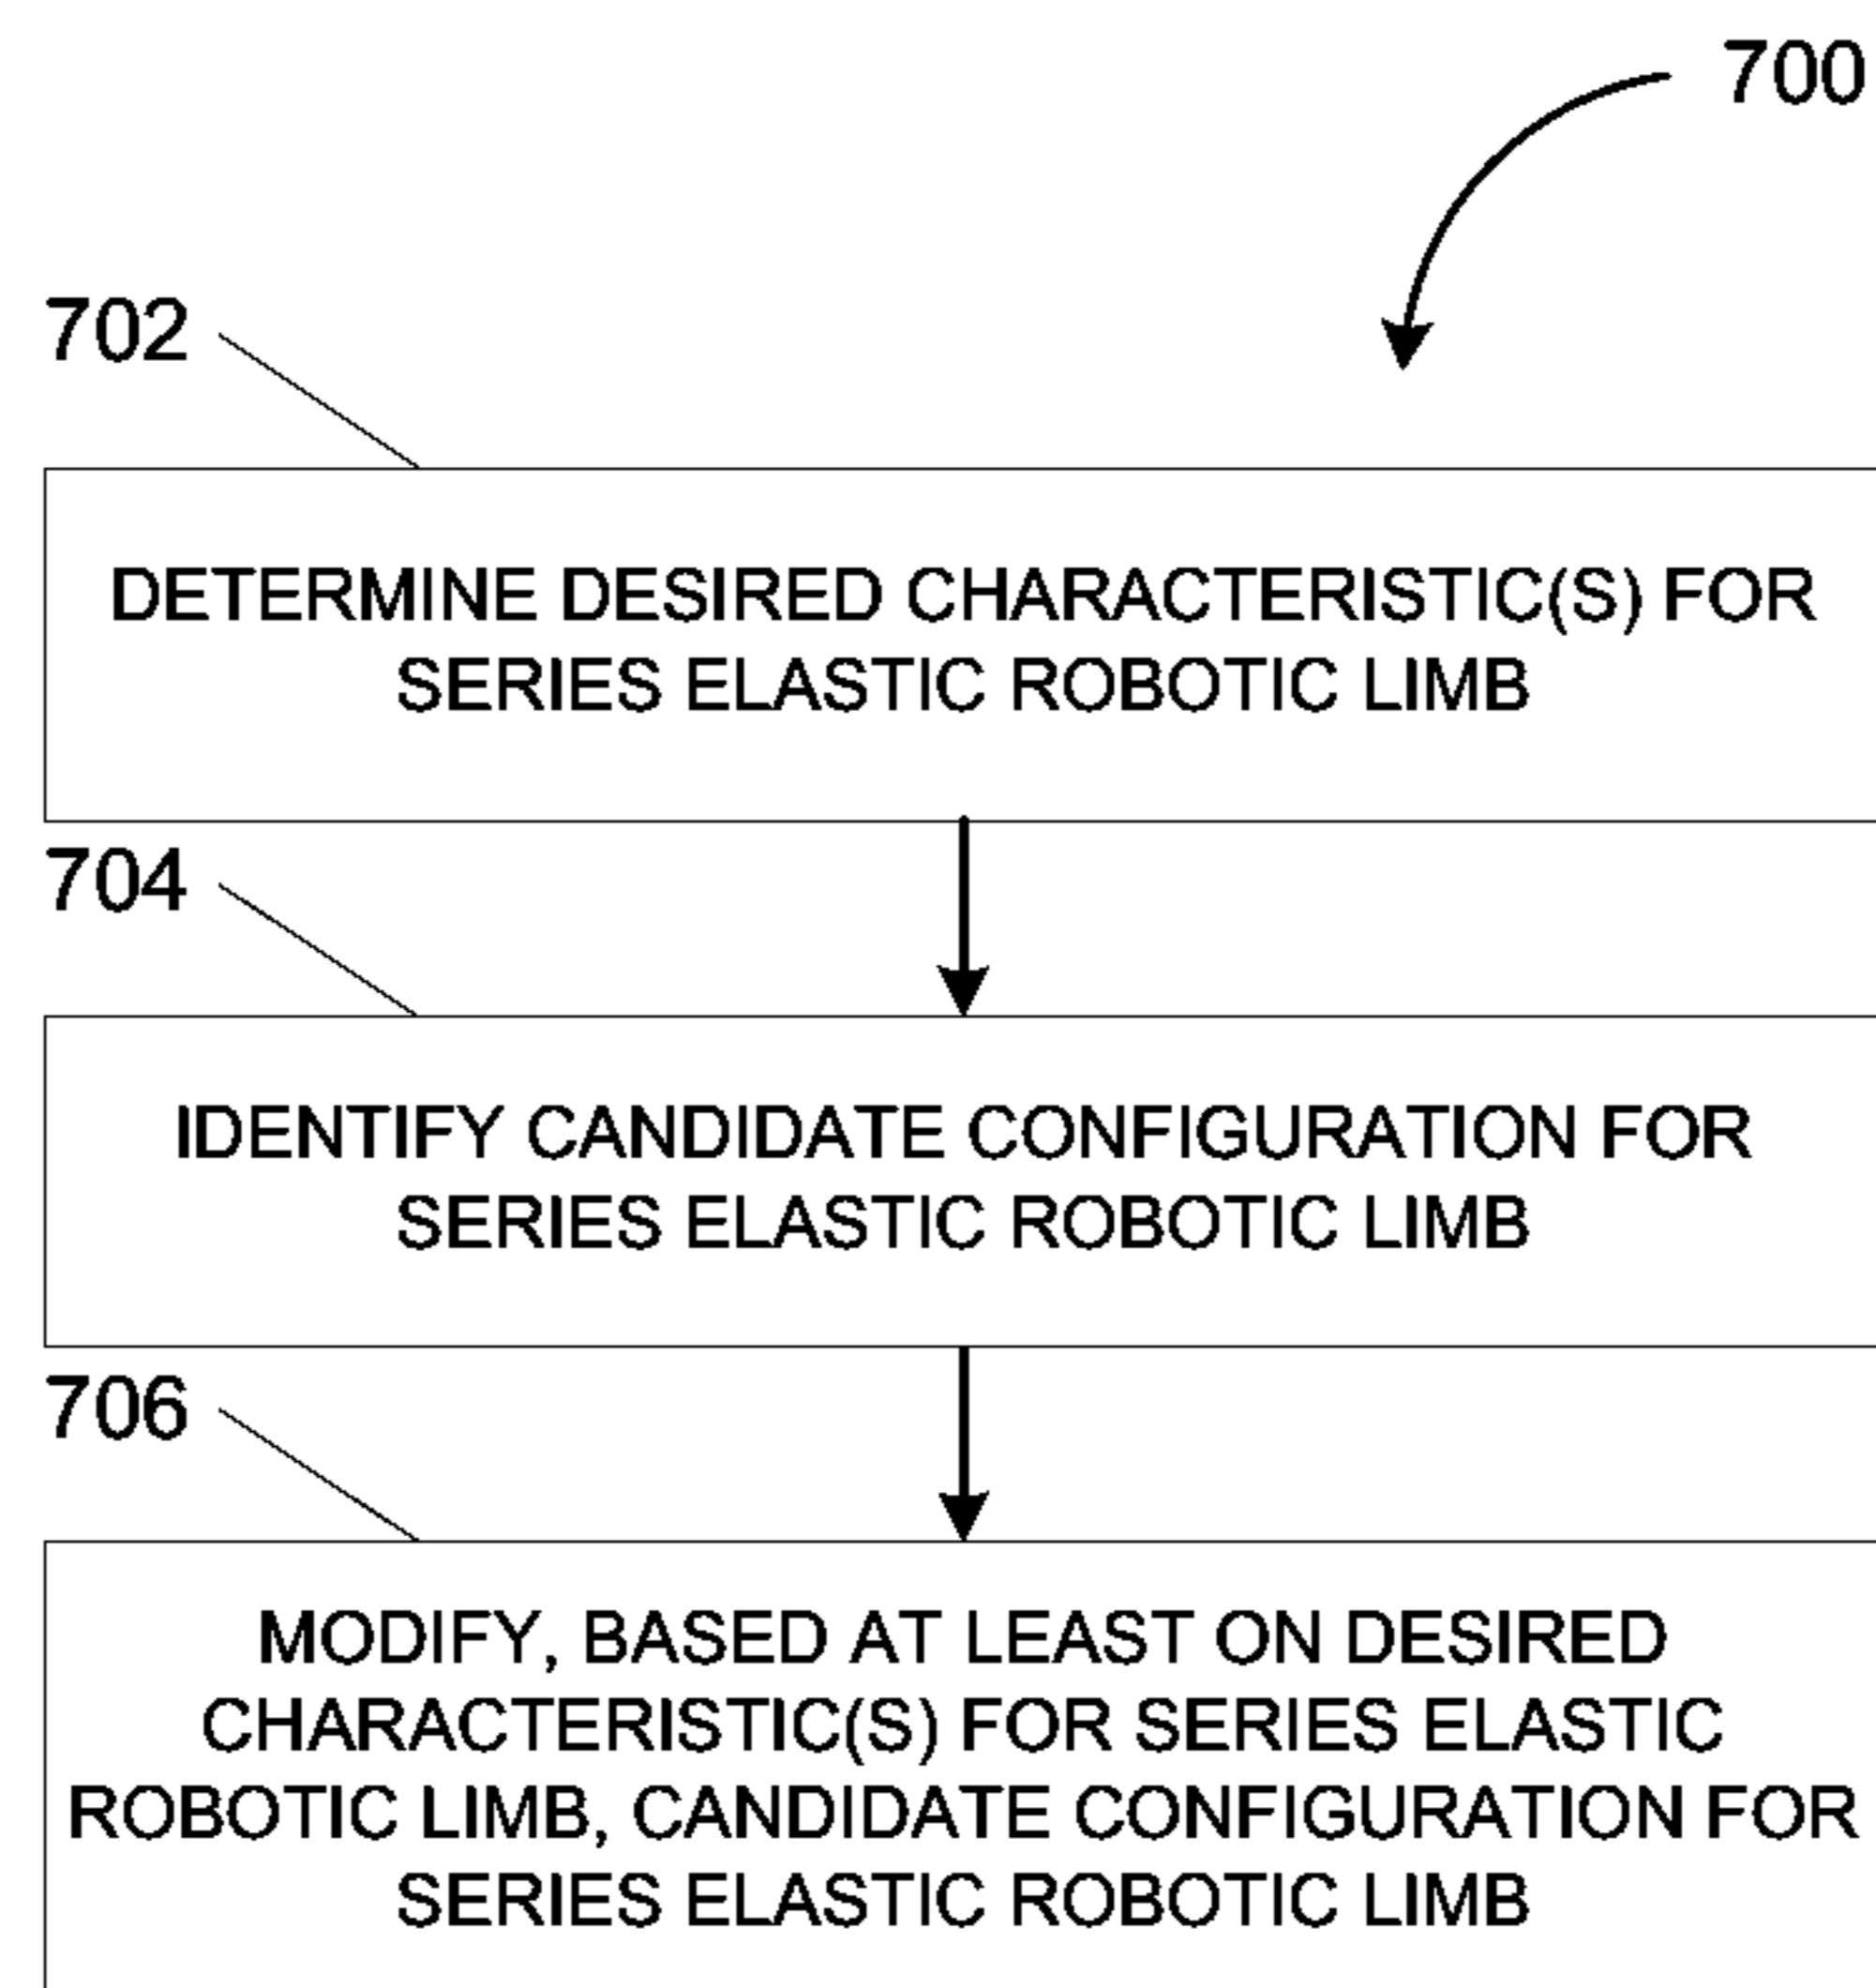 700
702
DETERMINE DESIRED CHARACTERISTIC(S) FOR
SERIES ELASTIC ROBOTIC LIMB
704
IDENTIFY CANDIDATE CONFIGURATION FOR
SERIES ELASTIC ROBOTIC LIMB
706
MODIFY, BASED AT LEAST ON DESIRED
CHARACTERISTIC(S) FOR SERIES ELASTIC
ROBOTIC LIMB, CANDIDATE CONFIGURATION FOR
SERIES ELASTIC ROBOTIC LIMB